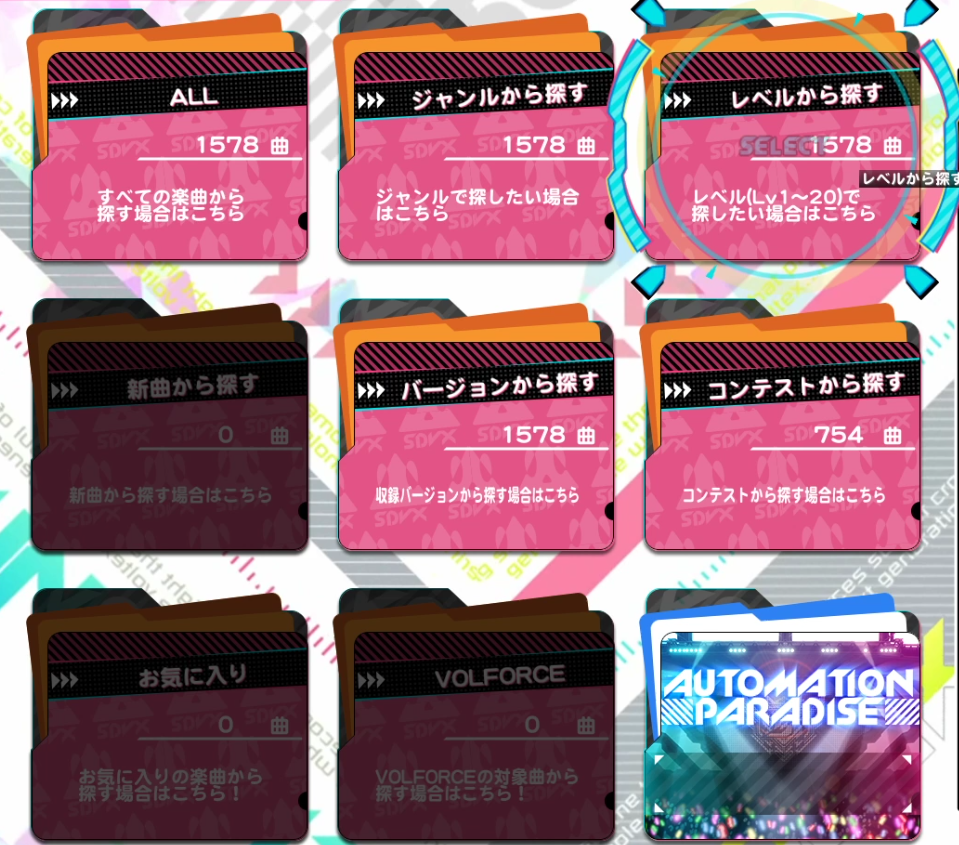 ALL
1578 曲
すべての楽曲から
探す場合はこちら
ジャンルから探す
1578 曲
ジャンルで探したい場合
はこちら
レベルから探す
SELECT
1578 曲
レベルから探す
レベル(Lv1～20)で
探したい場合はこちら
新曲から探す
0 曲
新曲から探す場合はこちら
バージョンから探す
1578 曲
収録バージョンから探す場合はこちら
コンテストから探す
754 曲
コンテストから探す場合はこちら
お気に入り
0 曲
お気に入りの楽曲から
探す場合はこちら！
VOLFORCE
0 曲
VOLFORCEの対象曲から
探す場合はこちら！
AUTOMATION
PARADISE